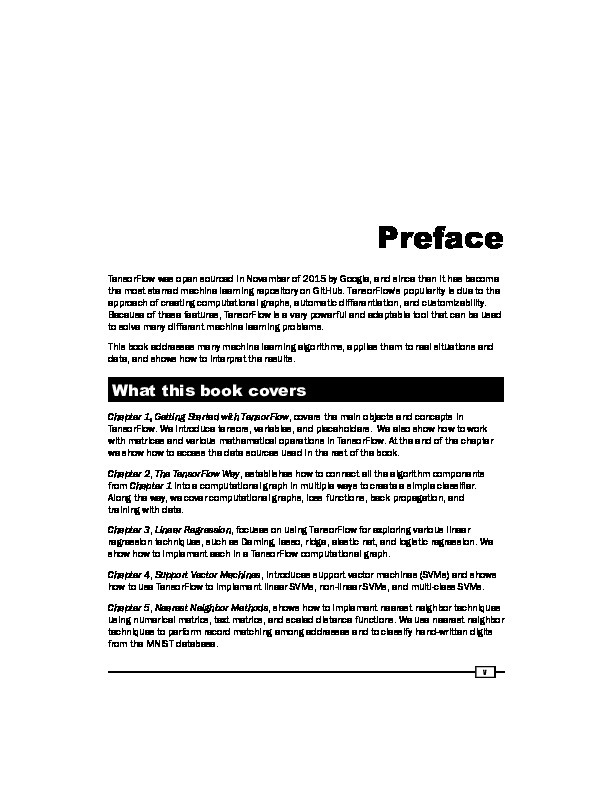 Preface
TensorFlow was open sourced in November of 2015 by Google, and since then it has become
the most starred machine learning repository on GitHub. TensorFlow's popularity is due to the
approach of creating computational graphs, automatic differentiation, and customizability.
Because of these features, TensorFlow is a very powerful and adaptable tool that can be used
to solve many different machine learning problems.
This book addresses many machine learning algorithms, applies them to real situations and
data, and shows how to interpret the results.
What this book covers
Chapter 1, Getting Started with TensorFlow, covers the main objects and concepts in
TensorFlow. We introduce tensors, variables, and placeholders. We also show how to work
with matrices and various mathematical operations in TensorFlow. At the end of the chapter
we show how to access the data sources used in the rest of the book.
Chapter 2, The TensorFlow Way, establishes how to connect all the algorithm components
from Chapter 1 into a computational graph in multiple ways to create a simple classifier.
Along the way, we cover computational graphs, loss functions, back propagation, and
training with data.
Chapter 3, Linear Regression, focuses on using TensorFlow for exploring various linear
regression techniques, such as Deming, lasso, ridge, elastic net, and logistic regression. We
show how to implement each in a TensorFlow computational graph.
Chapter 4, Support Vector Machines, introduces support vector machines (SVMs) and shows
how to use TensorFlow to implement linear SVMs, non-linear SVMs, and multi-class SVMs.
Chapter 5, Nearest Neighbor Methods, shows how to implement nearest neighbor techniques
using numerical metrics, text metrics, and scaled distance functions. We use nearest neighbor
techniques to perform record matching among addresses and to classify hand-written digits
from the MNIST database.
v